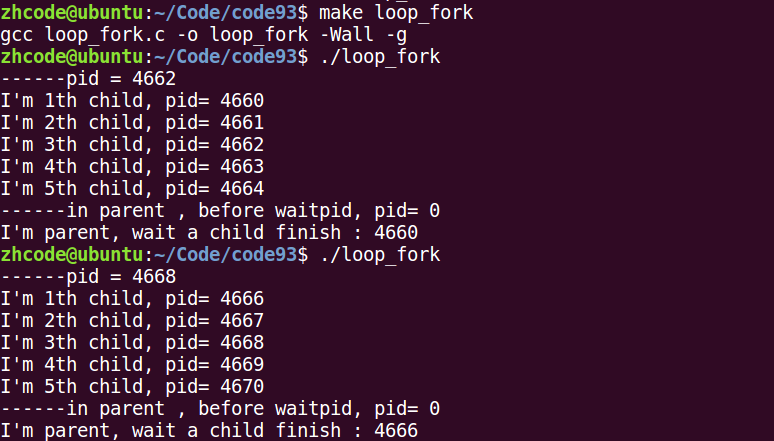 zhcode@ubuntu:~/Code/code93$ make loop_fork
gcc loop_fork.c -o loop_fork -Wall -g
zhcode@ubuntu:~/Code/code93$ ./loop_fork
------pid = 4662
I'm 1th child, pid= 4660
I'm 2th child, pid= 4661
I'm 3th child, pid= 4662
I'm 4th child, pid= 4663
I'm 5th child, pid= 4664
------in parent , before waitpid, pid= 0
I'm parent, wait a child finish : 4660
zhcode@ubuntu:~/Code/code93$ ./loop_fork
------pid = 4668
I'm 1th child, pid= 4666
I'm 2th child, pid= 4667
I'm 3th child, pid= 4668
I'm 4th child, pid= 4669
I'm 5th child, pid= 4670
------in parent , before waitpid, pid= 0
I'm parent, wait a child finish : 4666